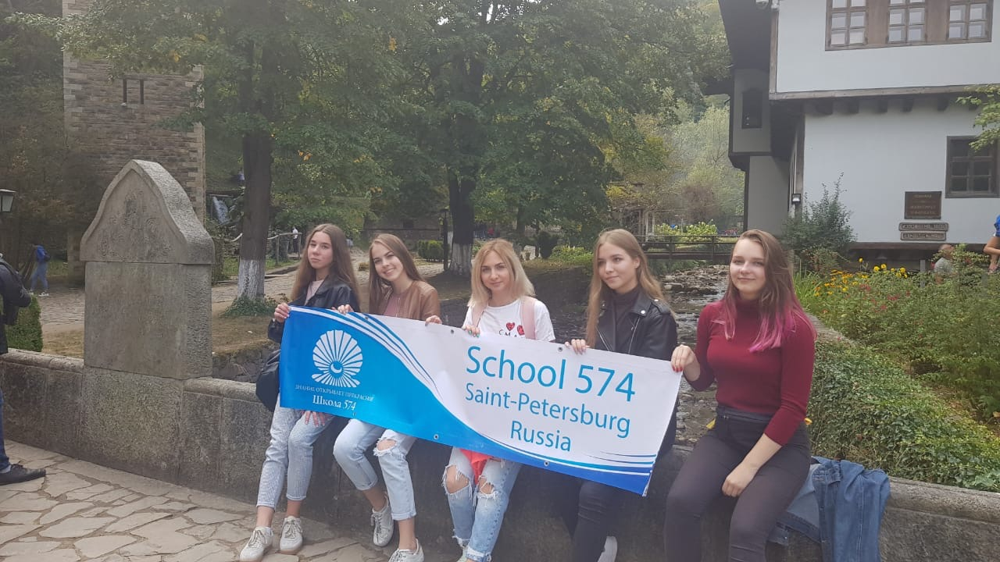 ЗНАНИЕ ОТКРЫВАЕТ ПРЕКРАСНОЕ
Школа 574
School 574
Saint-Petersburg
Russia